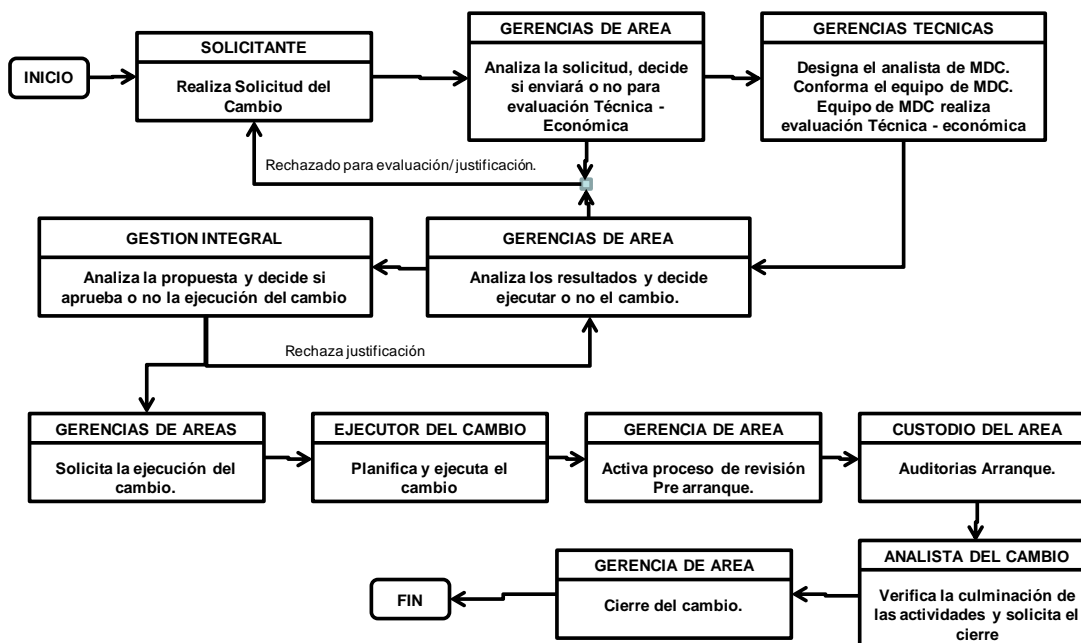 INICIO
SOLICITANTE
Realiza Solicitud del
Cambio
GERENCIAS DE AREA
Analiza la solicitud, decide
si enviará o no para
evaluación Técnica -
Económica
GERENCIAS TECNICAS
Designa el analista de MDC.
Conforma el equipo de MDC.
Equipo de MDC realiza
evaluación Técnica - económica
Rechazado para evaluación/ justificación.
GESTION INTEGRAL
Analiza la propuesta y decide si
aprueba o no la ejecución del cambio
GERENCIAS DE AREA
Analiza los resultados y decide
ejecutar o no el cambio.
Rechaza justificación
GERENCIAS DE AREAS
Solicita la ejecución del
cambio.
EJECUTOR DEL CAMBIO
Planifica y ejecuta el
cambio
GERENCIA DE AREA
Activa proceso de revisión
Pre arranque.
CUSTODIO DEL AREA
Auditorias Arranque.
ANALISTA DEL CAMBIO
Verifica la culminación de
las actividades y solicita el
cierre
GERENCIA DE AREA
Cierre del cambio.
FIN